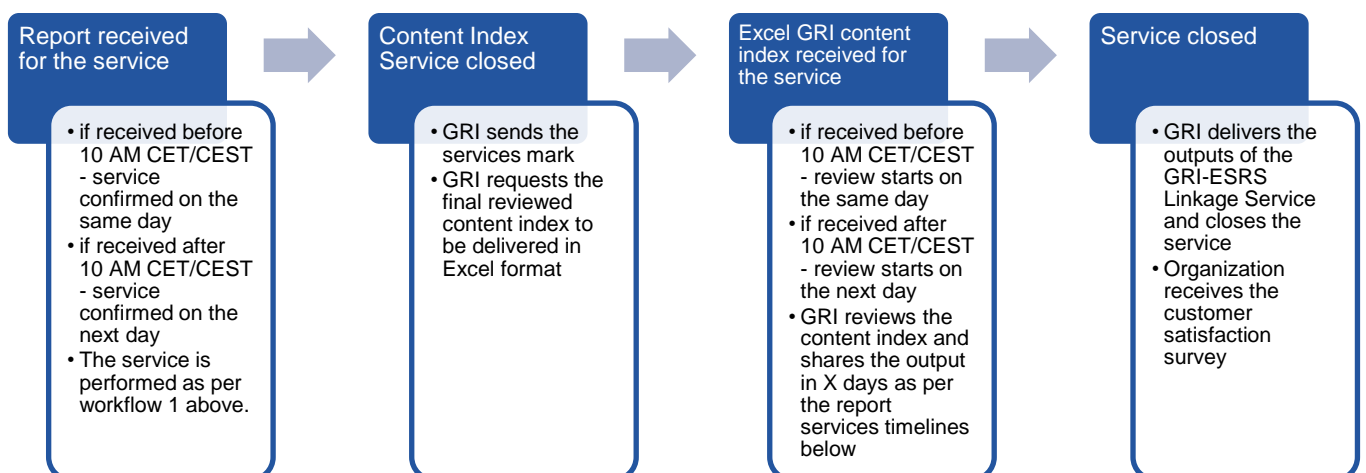 Report received
for the service
• if received before
10 AM CET/CEST
- service
confirmed on the
same day
• if received after
10 AM CET/CEST
- service
confirmed on the
next day
• The service is
performed as per
workflow 1 above.
Content Index
Service closed
• GRI sends the
services mark
• GRI requests the
final reviewed
content index to
be delivered in
Excel format
Excel GRI content
index received for
the service
• if received before
10 AM CET/CEST
- review starts on
the same day
• if received after
10 AM CET/CEST
- review starts on
the next day
• GRI reviews the
content index and
shares the output
in X days as per
the report
services timelines
below
Service closed
• GRI delivers the
outputs of the
GRI-ESRS
Linkage Service
and closes the
service
• Organization
receives the
customer
satisfaction
survey